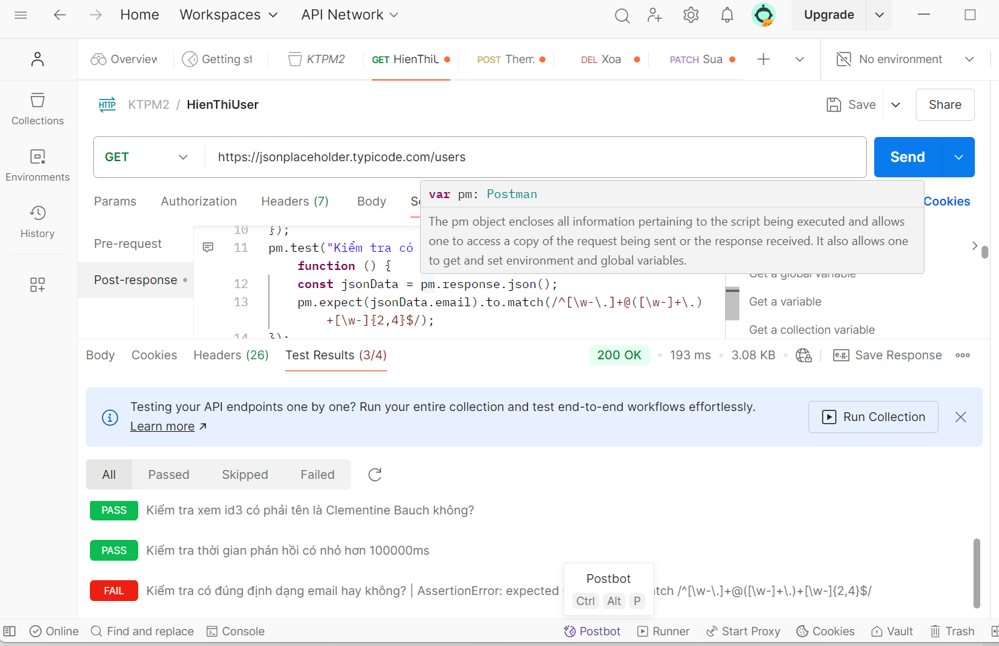 Home Workspaces API Network Upgrade
Overview Getting st KTPM2 GET HienThiU POST Them DEL Xoa PATCH Sua No environment
HTTP KTPM2 / HienThiUser Save Share
Collections
GET https://jsonplaceholder.typicode.com/users Send
Environments
Params Authorization Headers (7) Body Cookies
var pm: Postman
The pm object encloses all information pertaining to the script being executed and allows
one to access a copy of the request being sent or the response received. It also allows one
to get and set environment and global variables.
History
Pre-request
Post-response
10 });
11 pm.test("Kiểm tra có
function () {
12 const jsonData = pm.response.json();
13 pm.expect(jsonData.email).to.match(/^[\w-\.]+@([\w-]+\.)
+[\w-]{2,4}$/);
14 });
Get a global variable
Get a variable
Get a collection variable
Body Cookies Headers (26) Test Results (3/4) 200 OK 193 ms 3.08 KB e.g. Save Response
Testing your API endpoints one by one? Run your entire collection and test end-to-end workflows effortlessly.
Learn more
Run Collection
All Passed Skipped Failed
PASS Kiểm tra xem id3 có phải tên là Clementine Bauch không?
PASS Kiểm tra thời gian phản hồi có nhỏ hơn 100000ms
FAIL Kiểm tra có đúng định dạng email hay không? | AssertionError: expected tch /^[\w-\.]+@([\w-]+\.)+[\w-]{2,4}$/
Postbot
Ctrl Alt P
Online Find and replace Console Postbot Runner Start Proxy Cookies Vault Trash